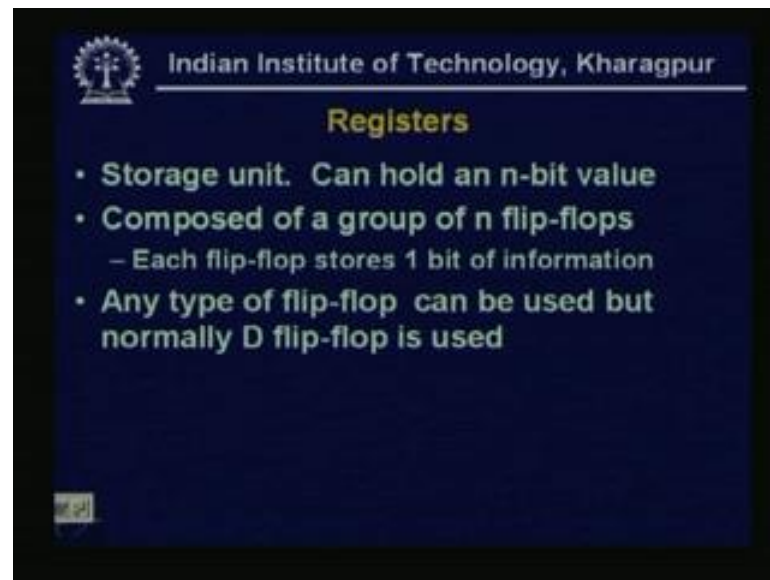 Indian Institute of Technology, Kharagpur
Registers
• Storage unit. Can hold an n-bit value
• Composed of a group of n flip-flops
– Each flip-flop stores 1 bit of information
• Any type of flip-flop can be used but
normally D flip-flop is used